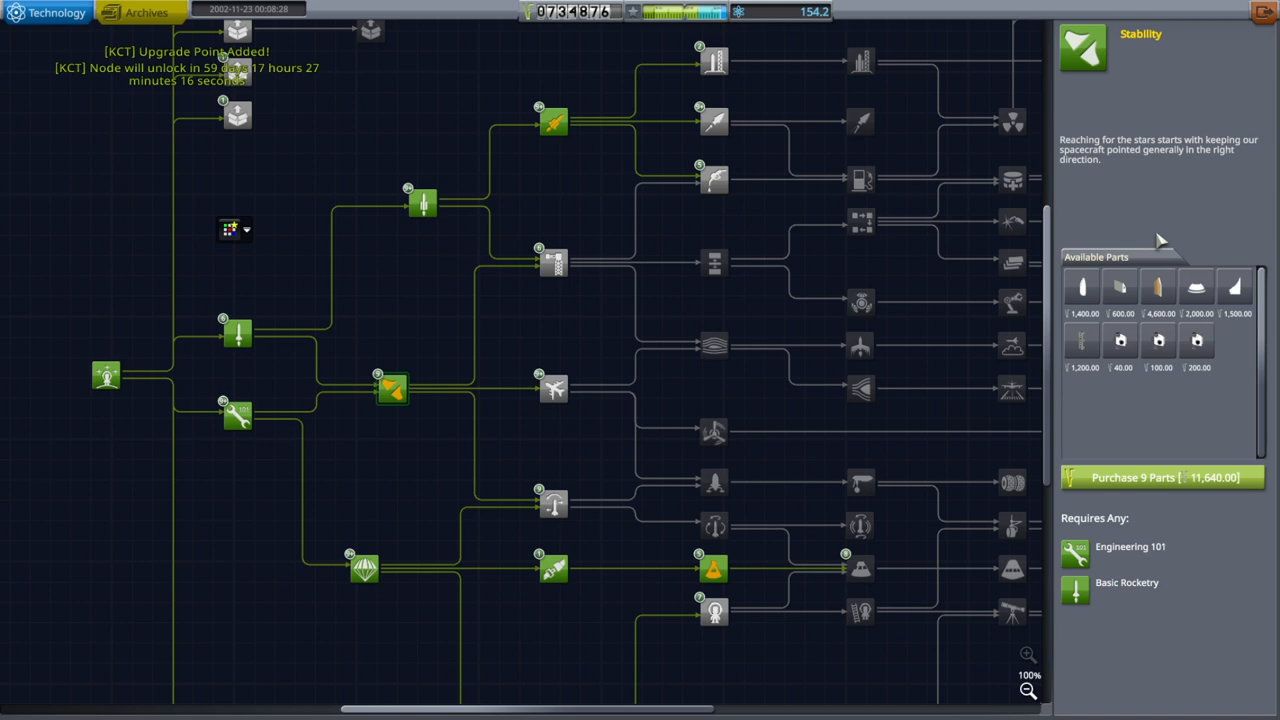 Technology
Archives
2002-11-23 00:08:28
0734876
154.2
Stability
[KCT] Upgrade Point Added!
[KCT] Node will unlock in 59 days 17 hours 27
minutes 16 seconds
Reaching for the stars starts with keeping our
spacecraft pointed generally in the right
direction.
Available Parts
1,400.00 600.00 4,600.00 2,000.00 1,500.00
1,200.00 40.00 100.00 200.00
Purchase 9 Parts [ 11,640.00]
Requires Any:
Engineering 101
Basic Rocketry
100%